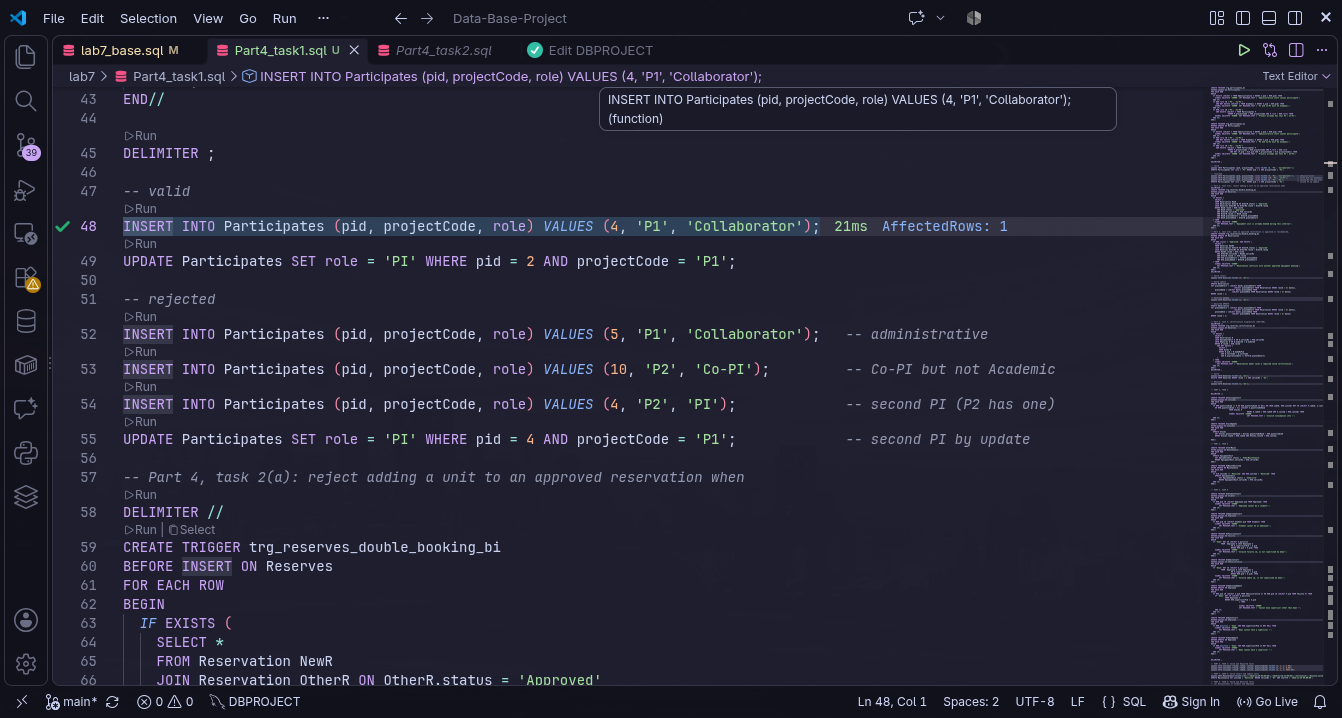 File Edit Selection View Go Run ··· Data-Base-Project
lab7_base.sql M Part4_task1.sql U Part4_task2.sql Edit DBPROJECT
lab7 > Part4_task1.sql > INSERT INTO Participates (pid, projectCode, role) VALUES (4, 'P1', 'Collaborator'); Text Editor
INSERT INTO Participates (pid, projectCode, role) VALUES (4, 'P1', 'Collaborator');
(function)
43 END//
44
Run
45 DELIMITER ;
46
47 -- valid
Run
48 INSERT INTO Participates (pid, projectCode, role) VALUES (4, 'P1', 'Collaborator'); 21ms AffectedRows: 1
Run
49 UPDATE Participates SET role = 'PI' WHERE pid = 2 AND projectCode = 'P1';
50
51 -- rejected
Run
52 INSERT INTO Participates (pid, projectCode, role) VALUES (5, 'P1', 'Collaborator'); -- administrative
Run
53 INSERT INTO Participates (pid, projectCode, role) VALUES (10, 'P2', 'Co-PI'); -- Co-PI but not Academic
Run
54 INSERT INTO Participates (pid, projectCode, role) VALUES (4, 'P2', 'PI'); -- second PI (P2 has one)
Run
55 UPDATE Participates SET role = 'PI' WHERE pid = 4 AND projectCode = 'P1'; -- second PI by update
56
57 -- Part 4, task 2(a): reject adding a unit to an approved reservation when
Run
58 DELIMITER //
Run | Select
59 CREATE TRIGGER trg_reserves_double_booking_bi
60 BEFORE INSERT ON Reserves
61 FOR EACH ROW
62 BEGIN
63 IF EXISTS (
64 SELECT *
65 FROM Reservation NewR
66 JOIN Reservation OtherR ON OtherR.status = 'Approved'
39
main* 0 0 DBPROJECT Ln 48, Col 1 Spaces: 2 UTF-8 LF { } SQL Sign In Go Live